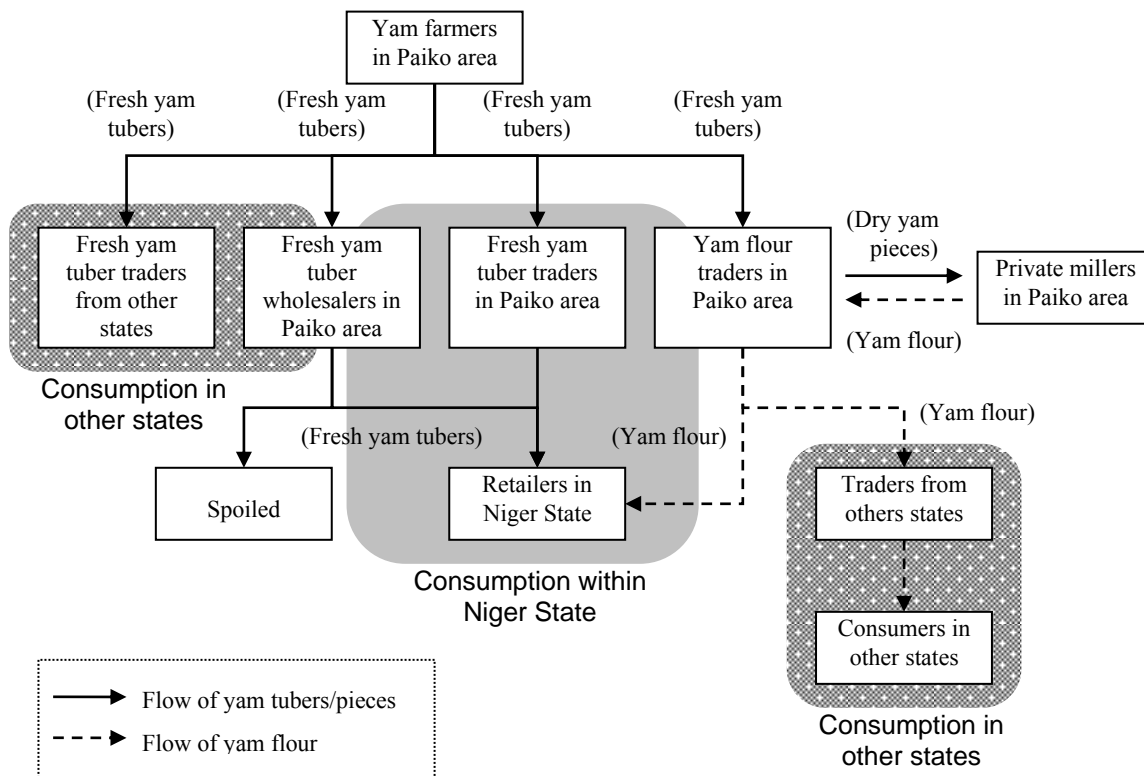 Yam farmers
in Paiko area
(Fresh yam
tubers)
(Fresh yam
tubers)
(Fresh yam
tubers)
(Fresh yam
tubers)
Fresh yam
tuber traders
from other
states
Fresh yam
tuber
wholesalers in
Paiko area
Fresh yam
tuber traders
in Paiko area
Yam flour
traders in
Paiko area
(Dry yam
pieces)
Private millers
in Paiko area
(Yam flour)
Consumption in
other states
(Fresh yam tubers)
(Yam flour)
(Yam flour)
Spoiled
Retailers in
Niger State
Traders from
others states
Consumption within
Niger State
Consumers in
other states
Consumption in
other states
Flow of yam tubers/pieces
Flow of yam flour